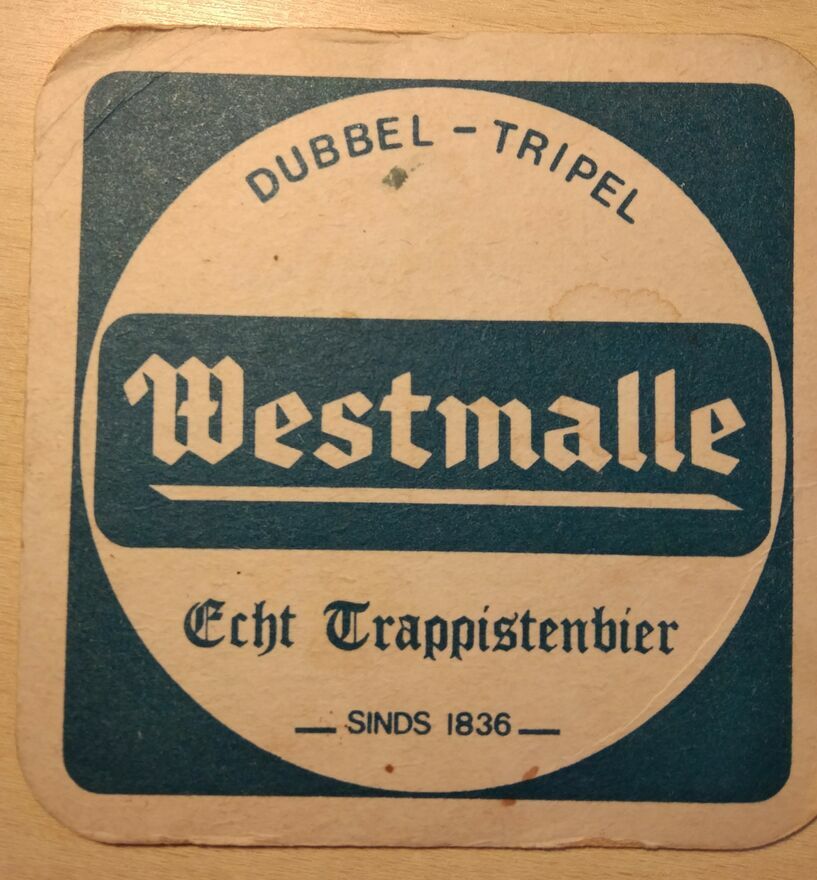 DUBBEL - TRIPEL
Westmalle
Echt Trappistenbier
SINDS 1836